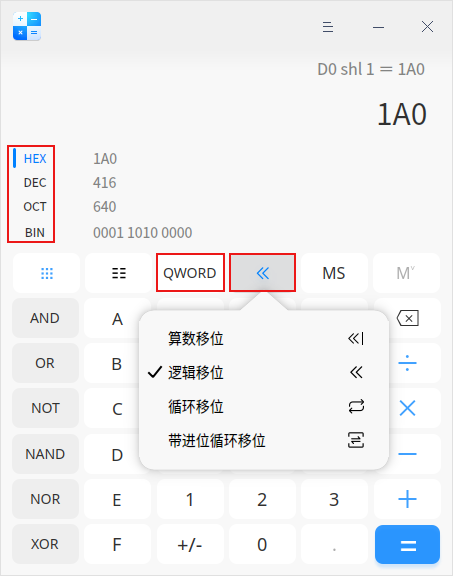 D0 shl 1 = 1A0
1A0
HEX 1A0
DEC 416
OCT 640
BIN 0001 1010 0000
QWORD MS M˅
AND A
算数移位
OR B
逻辑移位
NOT C
循环移位
NAND D
带进位循环移位
NOR E 1 2 3 +
XOR F +/- 0 . =